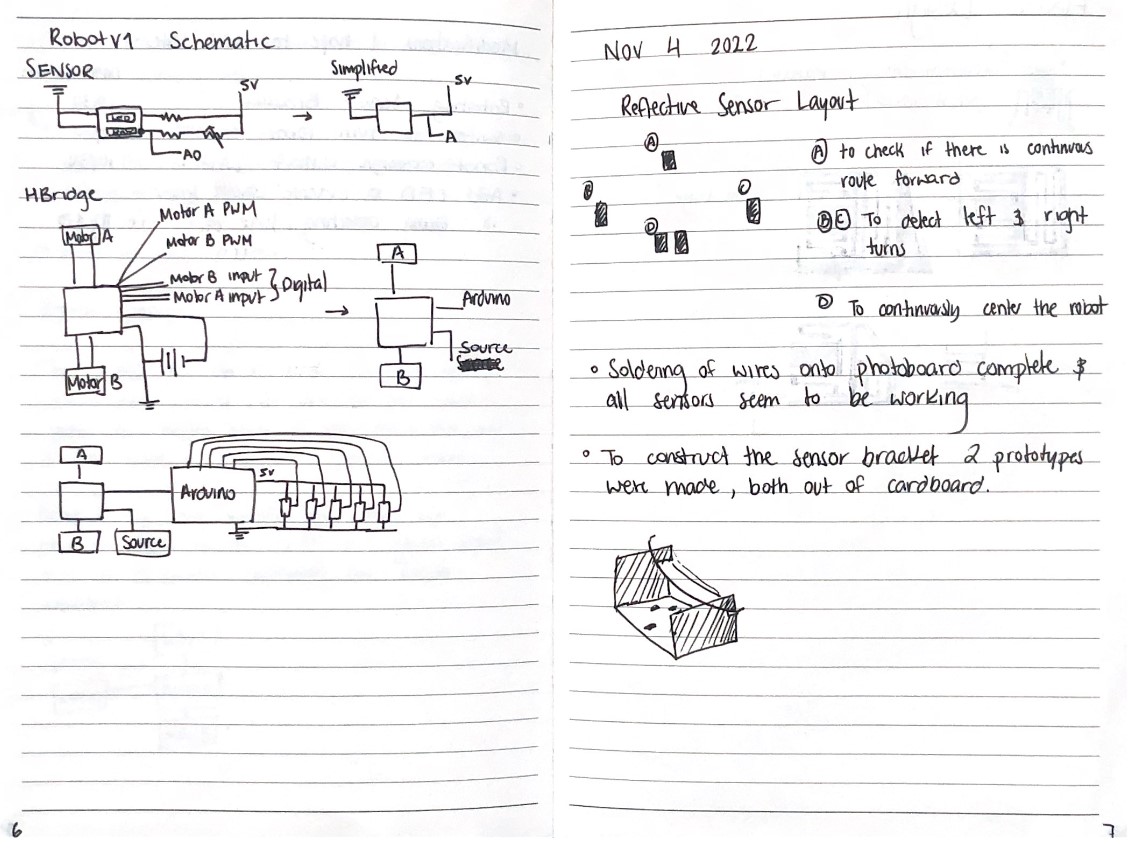 Robot v1 Schematic
SENSOR
Simplified
5V
5V
LED
A
A0
HBridge
Motor A PWM
Motor A
Motor B PWM
Motor B input } Digital
Motor A input
A
Arduino
Source
Motor B
B
A
5V
Arduino
B
Source
6
NOV 4 2022
Reflective Sensor Layout
A
A to check if there is continuous
route forward
B
B E To detect left & right
turns
D
D To continuously center the robot
• Soldering of wires onto photoboard complete &
all sensors seem to be working
• To construct the sensor bracket 2 prototypes
were made, both out of cardboard.
7